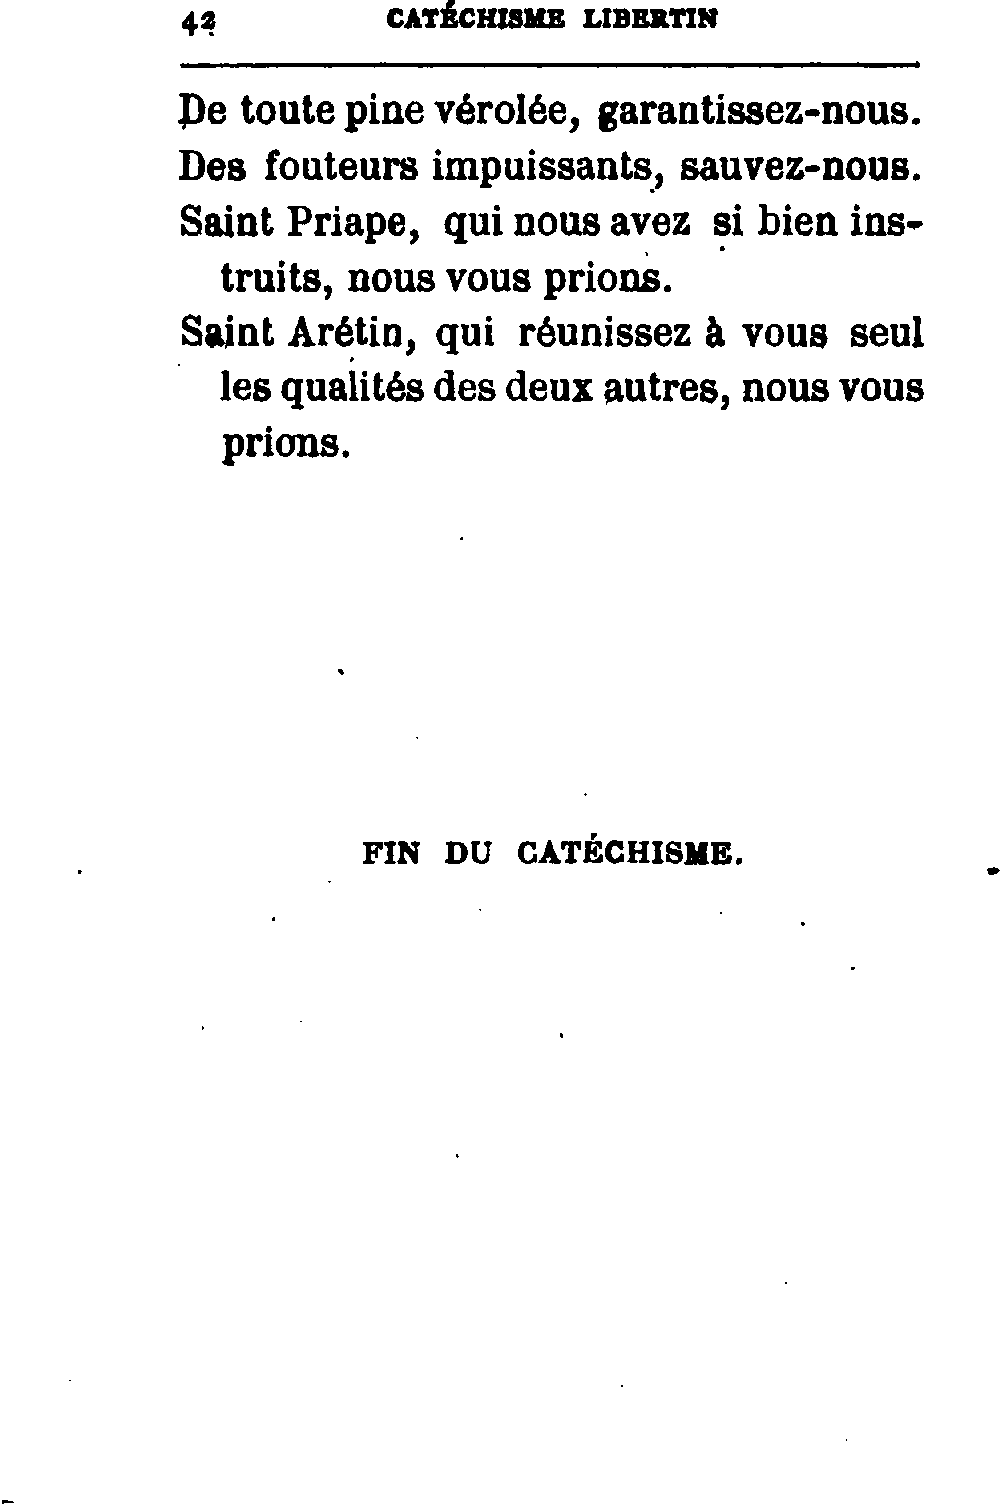 42 CATÉCHISME LIBERTIN
De toute pine vérolée, garantissez-nous.
Des fouteurs impuissants, sauvez-nous.
Saint Priape, qui nous avez si bien ins-
truits, nous vous prions.
Saint Arétin, qui réunissez à vous seul
les qualités des deux autres, nous vous
prions.
FIN DU CATÉCHISME.